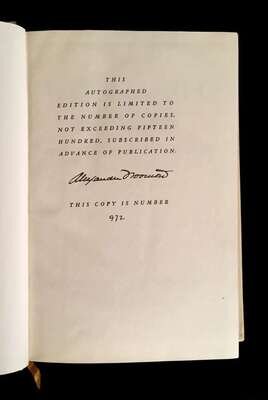 THIS
AUTOGRAPHED
EDITION IS LIMITED TO
THE NUMBER OF COPIES,
NOT EXCEEDING FIFTEEN
HUNDRED, SUBSCRIBED IN
ADVANCE OF PUBLICATION.
Alexander
THIS COPY IS NUMBER
972